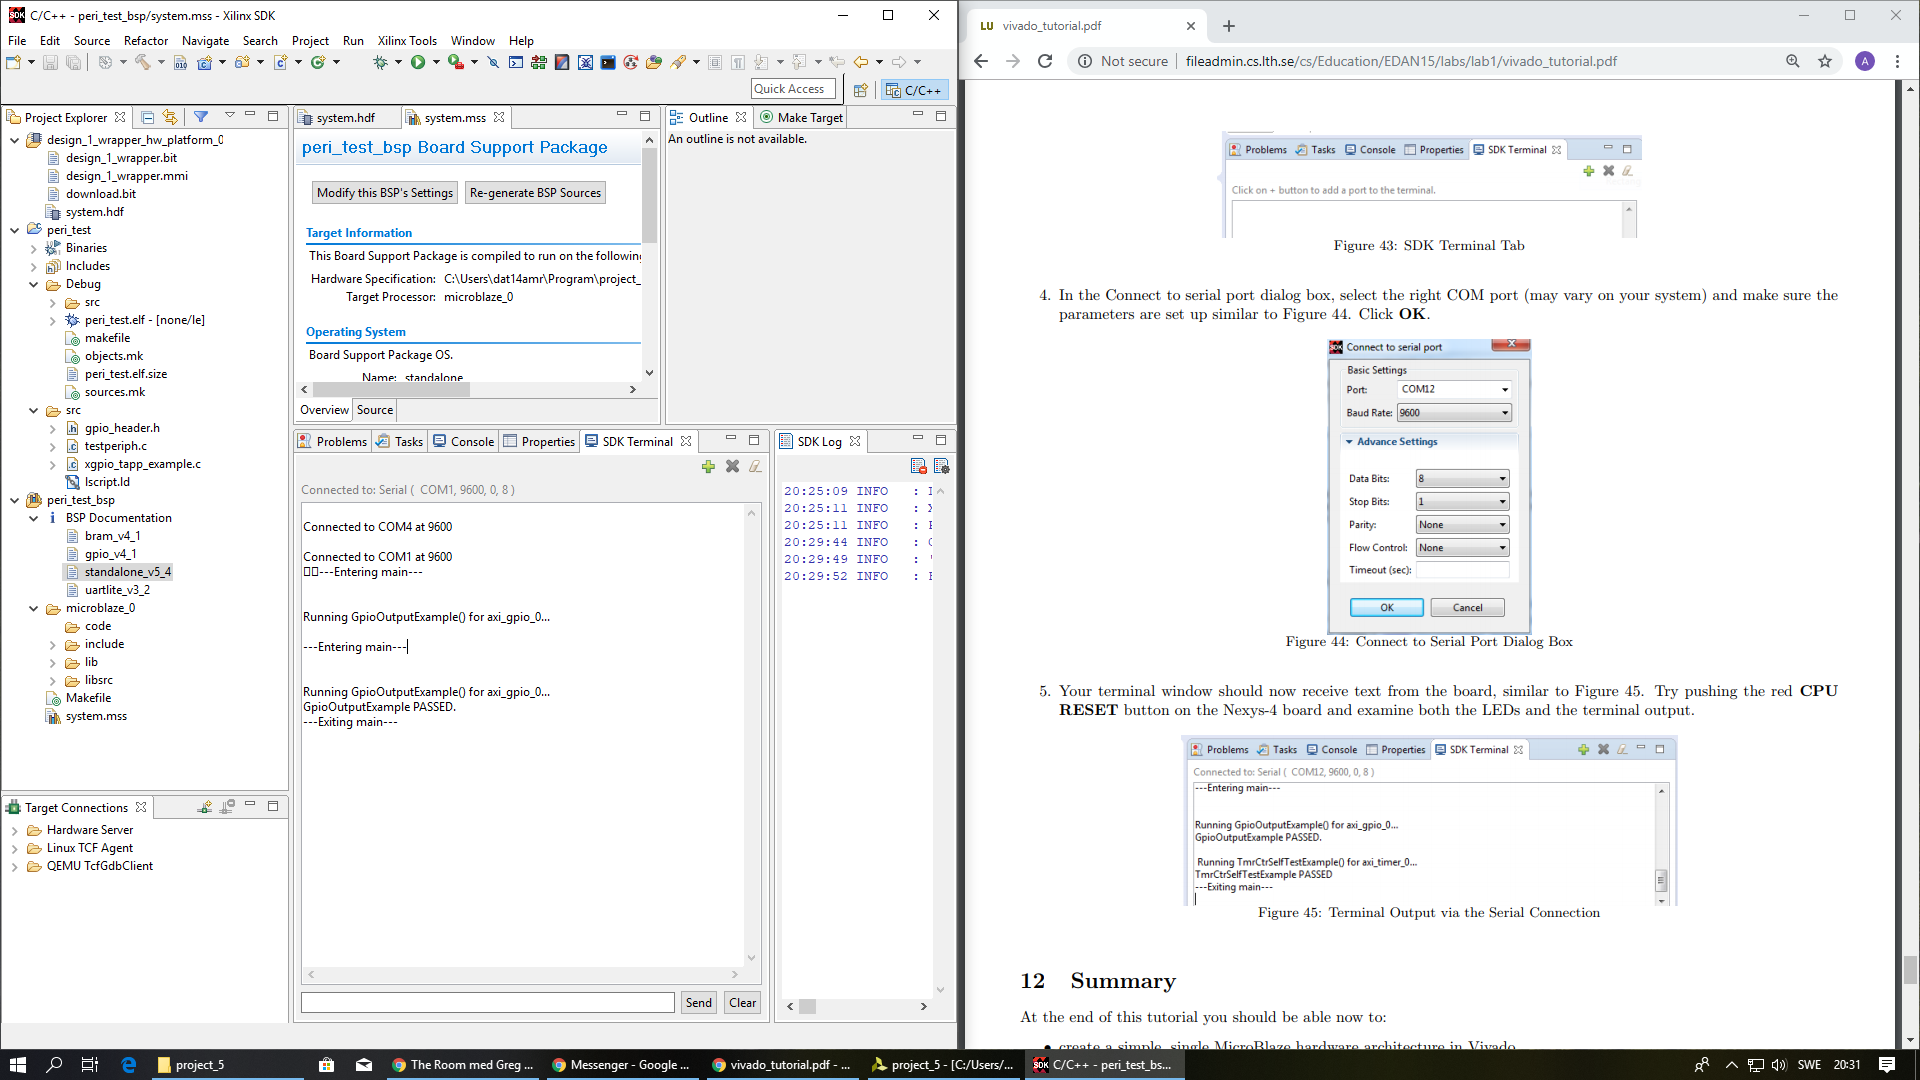 C/C++ - peri_test_bsp/system.mss - Xilinx SDK
File Edit Source Refactor Navigate Search Project Run Xilinx Tools Window Help
Quick Access
C/C++
Project Explorer
design_1_wrapper_hw_platform_0
design_1_wrapper.bit
design_1_wrapper.mmi
download.bit
system.hdf
peri_test
Binaries
Includes
Debug
src
peri_test.elf - [none/le]
makefile
objects.mk
peri_test.elf.size
sources.mk
src
gpio_header.h
testperiph.c
xgpio_tapp_example.c
lscript.ld
peri_test_bsp
BSP Documentation
bram_v4_1
gpio_v4_1
standalone_v5_4
uartlite_v3_2
microblaze_0
code
include
lib
libsrc
Makefile
system.mss
Target Connections
Hardware Server
Linux TCF Agent
QEMU TcfGdbClient
system.hdf system.mss
peri_test_bsp Board Support Package
Modify this BSP's Settings Re-generate BSP Sources
Target Information
This Board Support Package is compiled to run on the following
Hardware Specification: C:\Users\dat14amr\Program\project_
Target Processor: microblaze_0
Operating System
Board Support Package OS.
Name: standalone
Overview Source
Outline Make Target
An outline is not available.
Problems Tasks Console Properties SDK Terminal
Connected to: Serial ( COM1, 9600, 0, 8 )
Connected to COM4 at 9600
Connected to COM1 at 9600
---Entering main---
Running GpioOutputExample() for axi_gpio_0...
---Entering main---
Running GpioOutputExample() for axi_gpio_0...
GpioOutputExample PASSED.
---Exiting main---
Send Clear
SDK Log
20:25:09 INFO :
20:25:11 INFO :
20:25:11 INFO :
20:29:44 INFO :
20:29:49 INFO :
20:29:52 INFO :
LU vivado_tutorial.pdf
Not secure fileadmin.cs.lth.se/cs/Education/EDAN15/labs/lab1/vivado_tutorial.pdf
A
Problems Tasks Console Properties SDK Terminal
Click on + button to add a port to the terminal.
Figure 43: SDK Terminal Tab
4. In the Connect to serial port dialog box, select the right COM port (may vary on your system) and make sure the
parameters are set up similar to Figure 44. Click OK.
SDK Connect to serial port
Basic Settings
Port: COM12
Baud Rate: 9600
Advance Settings
Data Bits: 8
Stop Bits: 1
Parity: None
Flow Control: None
Timeout (sec):
OK Cancel
Figure 44: Connect to Serial Port Dialog Box
5. Your terminal window should now receive text from the board, similar to Figure 45. Try pushing the red CPU
RESET button on the Nexys-4 board and examine both the LEDs and the terminal output.
Problems Tasks Console Properties SDK Terminal
Connected to: Serial ( COM12, 9600, 0, 8 )
---Entering main---
Running GpioOutputExample() for axi_gpio_0...
GpioOutputExample PASSED.
Running TmrCtrSelfTestExample() for axi_timer_0...
TmrCtrSelfTestExample PASSED
---Exiting main---
Figure 45: Terminal Output via the Serial Connection
12 Summary
At the end of this tutorial you should be able now to:
• create a simple, single MicroBlaze hardware architecture in Vivado
project_5 The Room med Greg ... Messenger - Google ... vivado_tutorial.pdf - ... project_5 - [C:/Users/... C/C++ - peri_test_bs... SWE 20:31